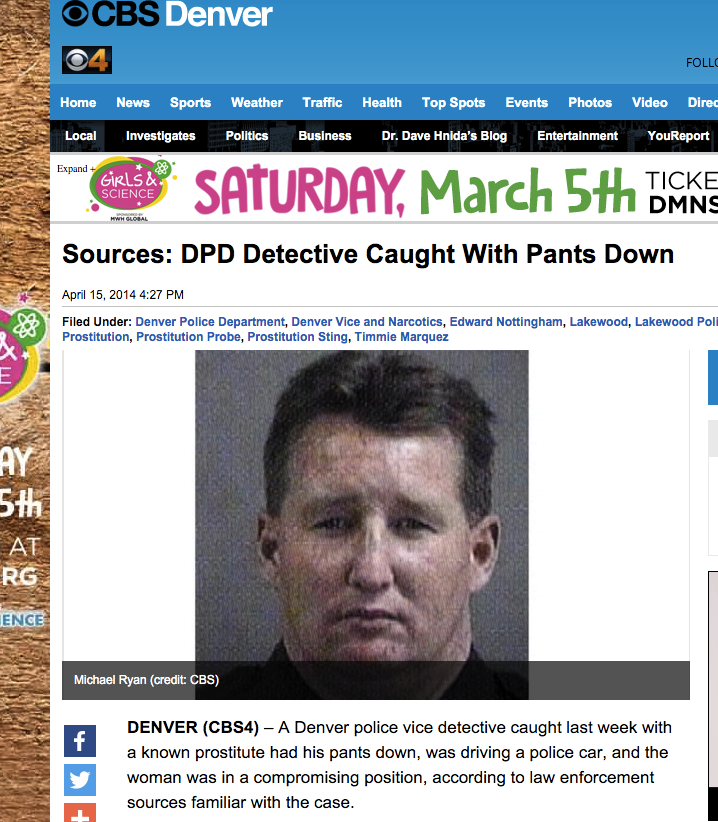 CBS Denver
4
FOLLO
Home News Sports Weather Traffic Health Top Spots Events Photos Video Direc
Local Investigates Politics Business Dr. Dave Hnida's Blog Entertainment YouReport
Expand +
GiRLS &
SCIENCE
SPONSORED BY
MWH GLOBAL
SATURDAY, March 5th
TICKE
DMNS
Sources: DPD Detective Caught With Pants Down
April 15, 2014 4:27 PM
Filed Under: Denver Police Department, Denver Vice and Narcotics, Edward Nottingham, Lakewood, Lakewood Poli
Prostitution, Prostitution Probe, Prostitution Sting, Timmie Marquez
&
E
AY
5th
AT
RG
IENCE
Michael Ryan (credit: CBS)
f
DENVER (CBS4) – A Denver police vice detective caught last week with
a known prostitute had his pants down, was driving a police car, and the
woman was in a compromising position, according to law enforcement
sources familiar with the case.